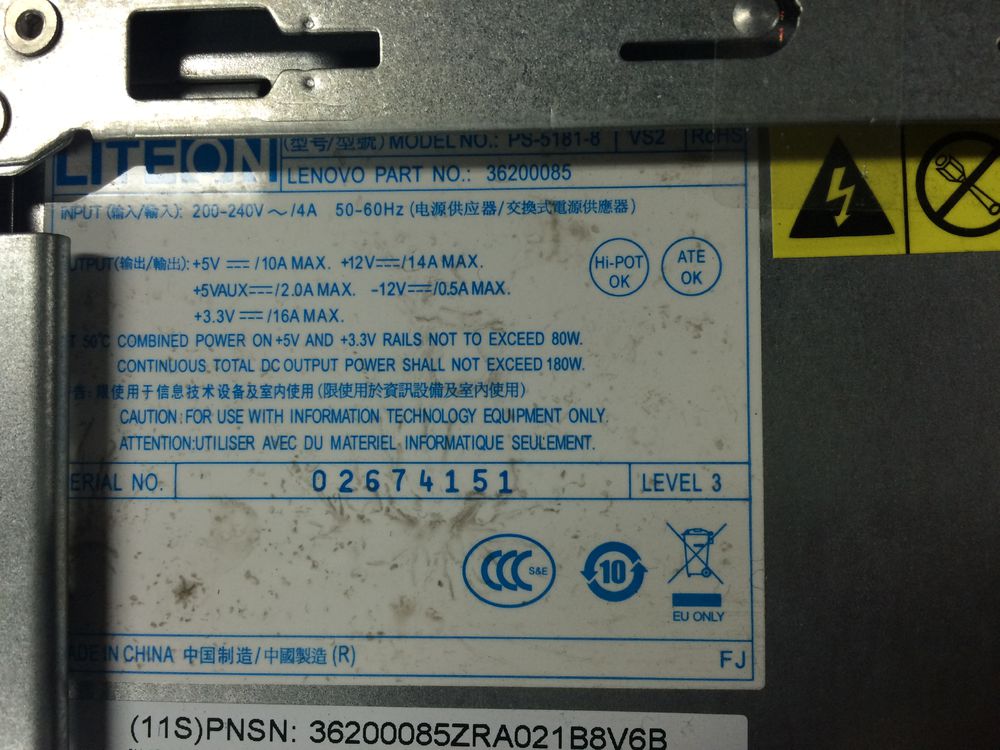 LITEON (型号/型號) MODEL NO.: PS-5181-8 VS2 RoHS
LENOVO PART NO.: 36200085
INPUT (输入/輸入): 200-240V ～ /4A 50-60Hz (电源供应器/交換式電源供應器)
UTPUT(输出/輸出): +5V ⎓ /10A MAX. +12V ⎓ /14A MAX.
+5VAUX ⎓ /2.0A MAX. -12V ⎓ /0.5A MAX.
+3.3V ⎓ /16A MAX.
Hi-POT OK
ATE OK
T 50℃ COMBINED POWER ON +5V AND +3.3V RAILS NOT TO EXCEED 80W.
CONTINUOUS TOTAL DC OUTPUT POWER SHALL NOT EXCEED 180W.
告: 限使用于信息技术设备及室内使用 (限使用於資訊設備及室內使用)
CAUTION: FOR USE WITH INFORMATION TECHNOLOGY EQUIPMENT ONLY.
ATTENTION:UTILISER AVEC DU MATERIEL INFORMATIQUE SEULEMENT.
ERIAL NO. 02674151 LEVEL 3
CCC S&E
10
EU ONLY
ADE IN CHINA 中国制造/中國製造 (R) FJ
(11S)PNSN: 36200085ZRA021B8V6B